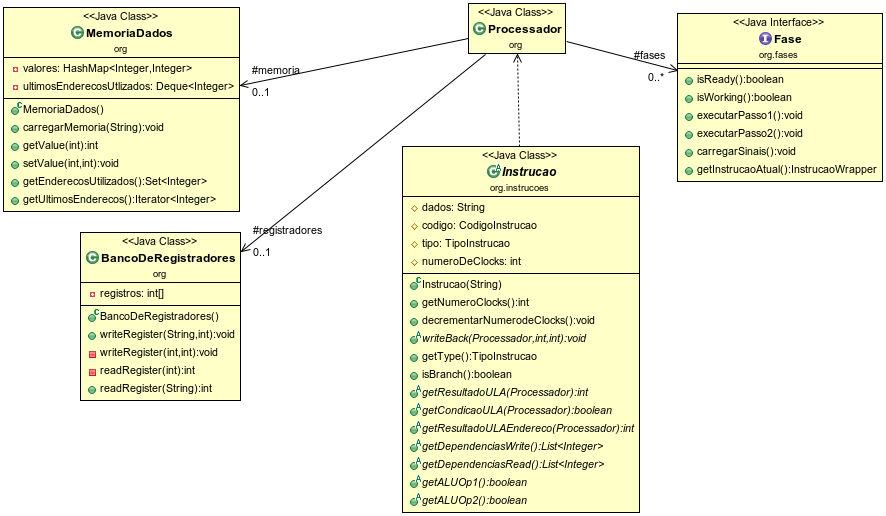 <<Java Class>>
MemoriaDados
org
valores: HashMap<Integer,Integer>
ultimosEnderecosUtlizados: Deque<Integer>
MemoriaDados()
carregarMemoria(String):void
getValue(int):int
setValue(int,int):void
getEnderecosUtilizados():Set<Integer>
getUltimosEnderecos():Iterator<Integer>
<<Java Class>>
Processador
org
<<Java Interface>>
Fase
org.fases
isReady():boolean
isWorking():boolean
executarPasso1():void
executarPasso2():void
carregarSinais():void
getInstrucaoAtual():InstrucaoWrapper
#memoria
0..1
#fases
0..*
#registradores
0..1
<<Java Class>>
BancoDeRegistradores
org
registros: int[]
BancoDeRegistradores()
writeRegister(String,int):void
writeRegister(int,int):void
readRegister(int):int
readRegister(String):int
<<Java Class>>
Instrucao
org.instrucoes
dados: String
codigo: CodigoInstrucao
tipo: TipoInstrucao
numeroDeClocks: int
Instrucao(String)
getNumeroClocks():int
decrementarNumerodeClocks():void
writeBack(Processador,int,int):void
getType():TipoInstrucao
isBranch():boolean
getResultadoULA(Processador):int
getCondicaoULA(Processador):boolean
getResultadoULAEndereco(Processador):int
getDependenciasWrite():List<Integer>
getDependenciasRead():List<Integer>
getALUOp1():boolean
getALUOp2():boolean